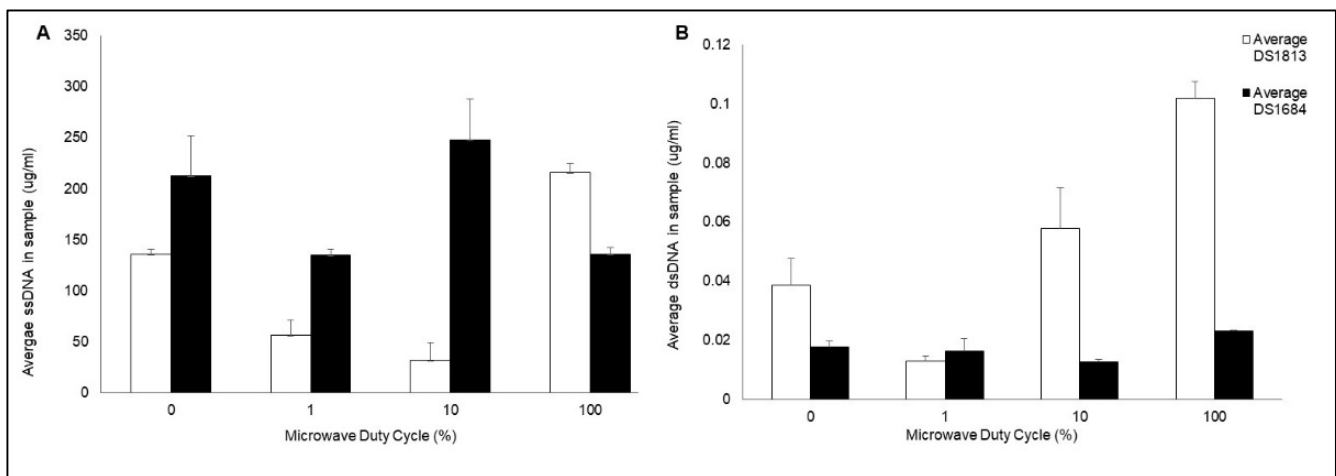 A
350
300
250
200
150
100
50
0
Avergae ssDNA in sample (ug/ml)
0 1 10 100
Microwave Duty Cycle (%)
B
0.12
0.1
0.08
0.06
0.04
0.02
0
Average dsDNA in sample (ug/ml)
0 1 10 100
Microwave Duty Cycle (%)
Average
DS1813
Average
DS1684